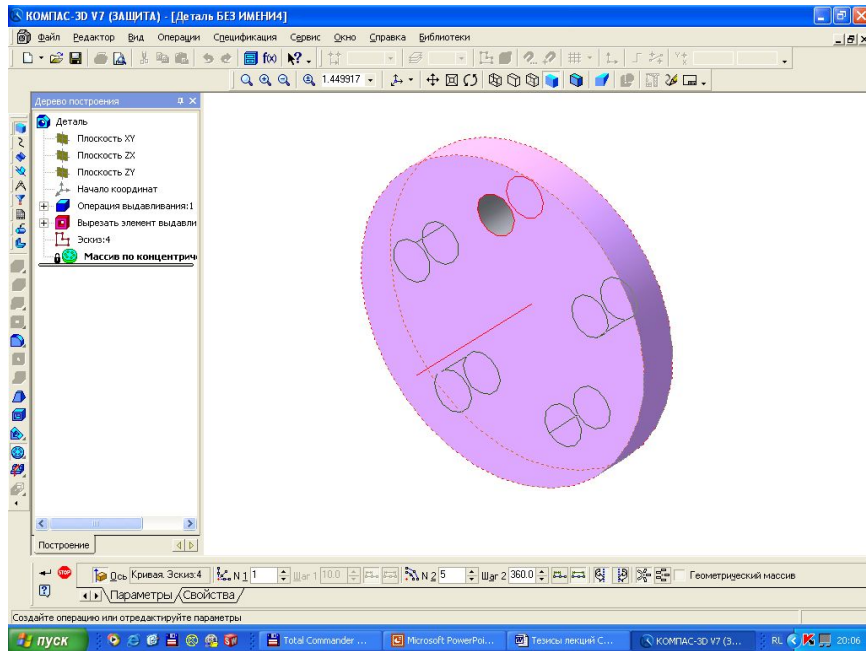 КОМПАС-3D V7 (ЗАЩИТА) - [Деталь БЕЗ ИМЕНИ4]
Файл Редактор Вид Операции Спецификация Сервис Окно Справка Библиотеки
f(x)
1.449917
Дерево построения
Деталь
Плоскость XY
Плоскость ZX
Плоскость ZY
Начало координат
Операция выдавливания:1
Вырезать элемент выдавли
Эскиз:4
Массив по концентрич
Построение
STOP Ось Кривая. Эскиз:4 N 1 1 Шаг 1 10.0 N 2 5 Шаг 2 360.0 Геометрический массив
Параметры Свойства
Создайте операцию или отредактируйте параметры
пуск Total Commander ... Microsoft PowerPoi... Тезисы лекций С... КОМПАС-3D V7 (З... RL 20:06